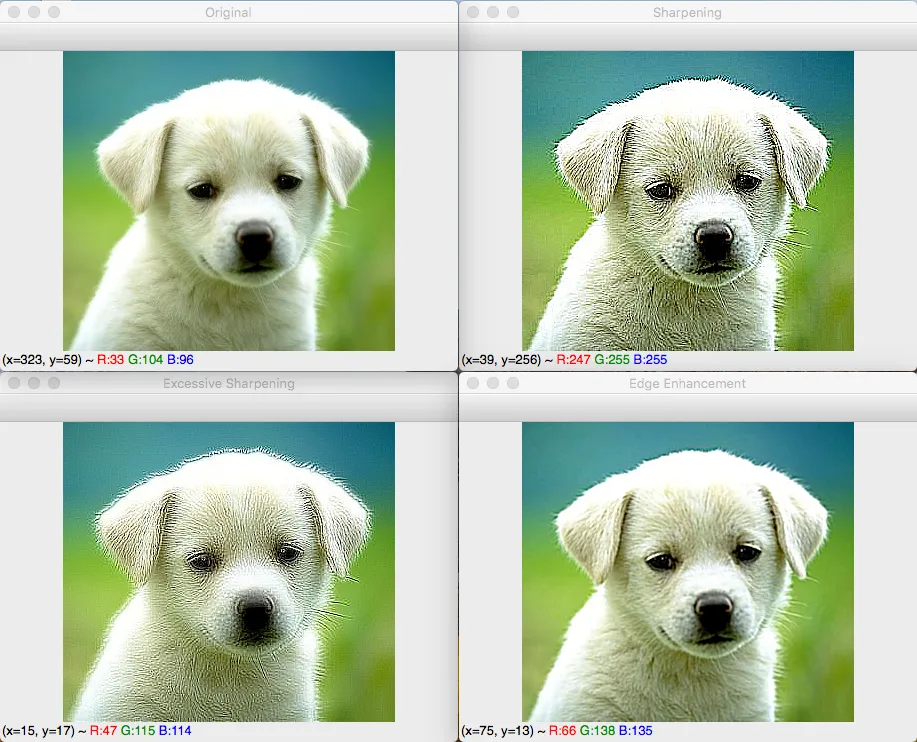 Original
Sharpening
(x=323, y=59) ~ R:33 G:104 B:96
(x=39, y=256) ~ R:247 G:255 B:255
Excessive Sharpening
Edge Enhancement
(x=15, y=17) ~ R:47 G:115 B:114
(x=75, y=13) ~ R:66 G:138 B:135